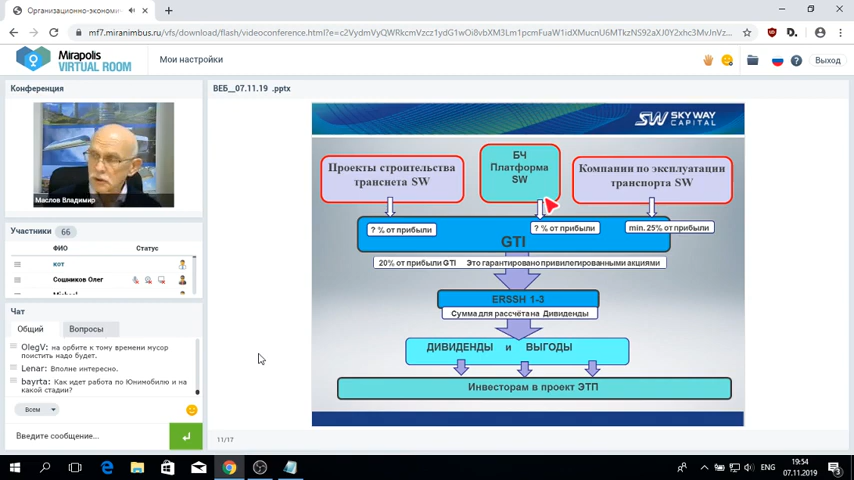 Организационно-эконом
mf7.miranimbus.ru/vfs/download/flash/videoconference.html?e=
Mirapolis
VIRTUAL ROOM
Мои настройки
Выход
Конференция
Маслов Владимир
Участники 66
ФИО Статус
кот
Сошников Олег
Чат
Общий Вопросы
OlegV: на орбите к тому времени мусор
поистить надо будет.
Lenar: Вполне интересно.
bayrta: Как идет работа по Юнимобилю и на
какой стадии?
Всем
Введите сообщение...
ВЕБ__07.11.19 .pptx
SW SKY WAY
CAPITAL
Проекты строительства
транснета SW
БЧ
Платформа
SW
Компании по эксплуатации
транспорта SW
? % от прибыли
? % от прибыли
min. 25% от прибыли
GTI
20% от прибыли GTI Это гарантировано привилегированными акциями
ERSSH 1-3
Сумма для рассчёта на Дивиденды
ДИВИДЕНДЫ и ВЫГОДЫ
Инвесторам в проект ЭТП
11/17
ENG
19:54
07.11.2019